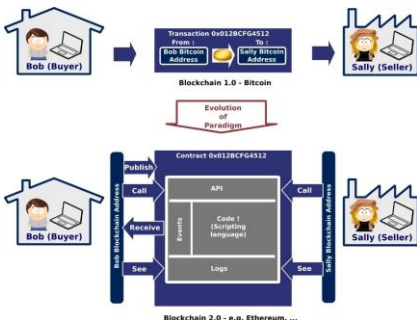 Transaction 0x012BCFG4512
From :
To :
Bob Bitcoin
Address
Sally Bitcoin
Address
Bob (Buyer)
Sally (Seller)
Blockchain 1.0 - Bitcoin
Evolution
of
Paradigm
Contract 0x012BCFG4512
Publish
Call
Receive
See
Bob Blockchain Address
API
Events
Code !
(Scripting
language)
Logs
Call
See
Sally Blockchain Address
Bob (Buyer)
Sally (Seller)
Blockchain 2.0 - e.g. Ethereum, ...